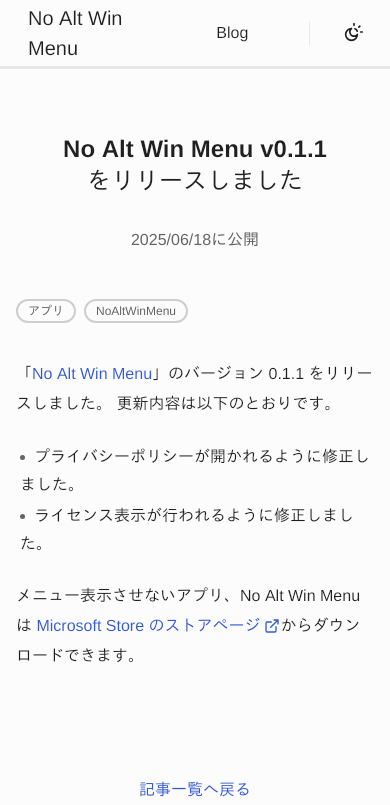 No Alt Win
Menu
Blog
No Alt Win Menu v0.1.1
をリリースしました
2025/06/18に公開
アプリ
NoAltWinMenu
「No Alt Win Menu」のバージョン 0.1.1 をリリー
スしました。 更新内容は以下のとおりです。
• プライバシーポリシーが開かれるように修正し
ました。
• ライセンス表示が行われるように修正しまし
た。
メニュー表示させないアプリ、No Alt Win Menu
は Microsoft Store のストアページからダウン
ロードできます。
記事一覧へ戻る